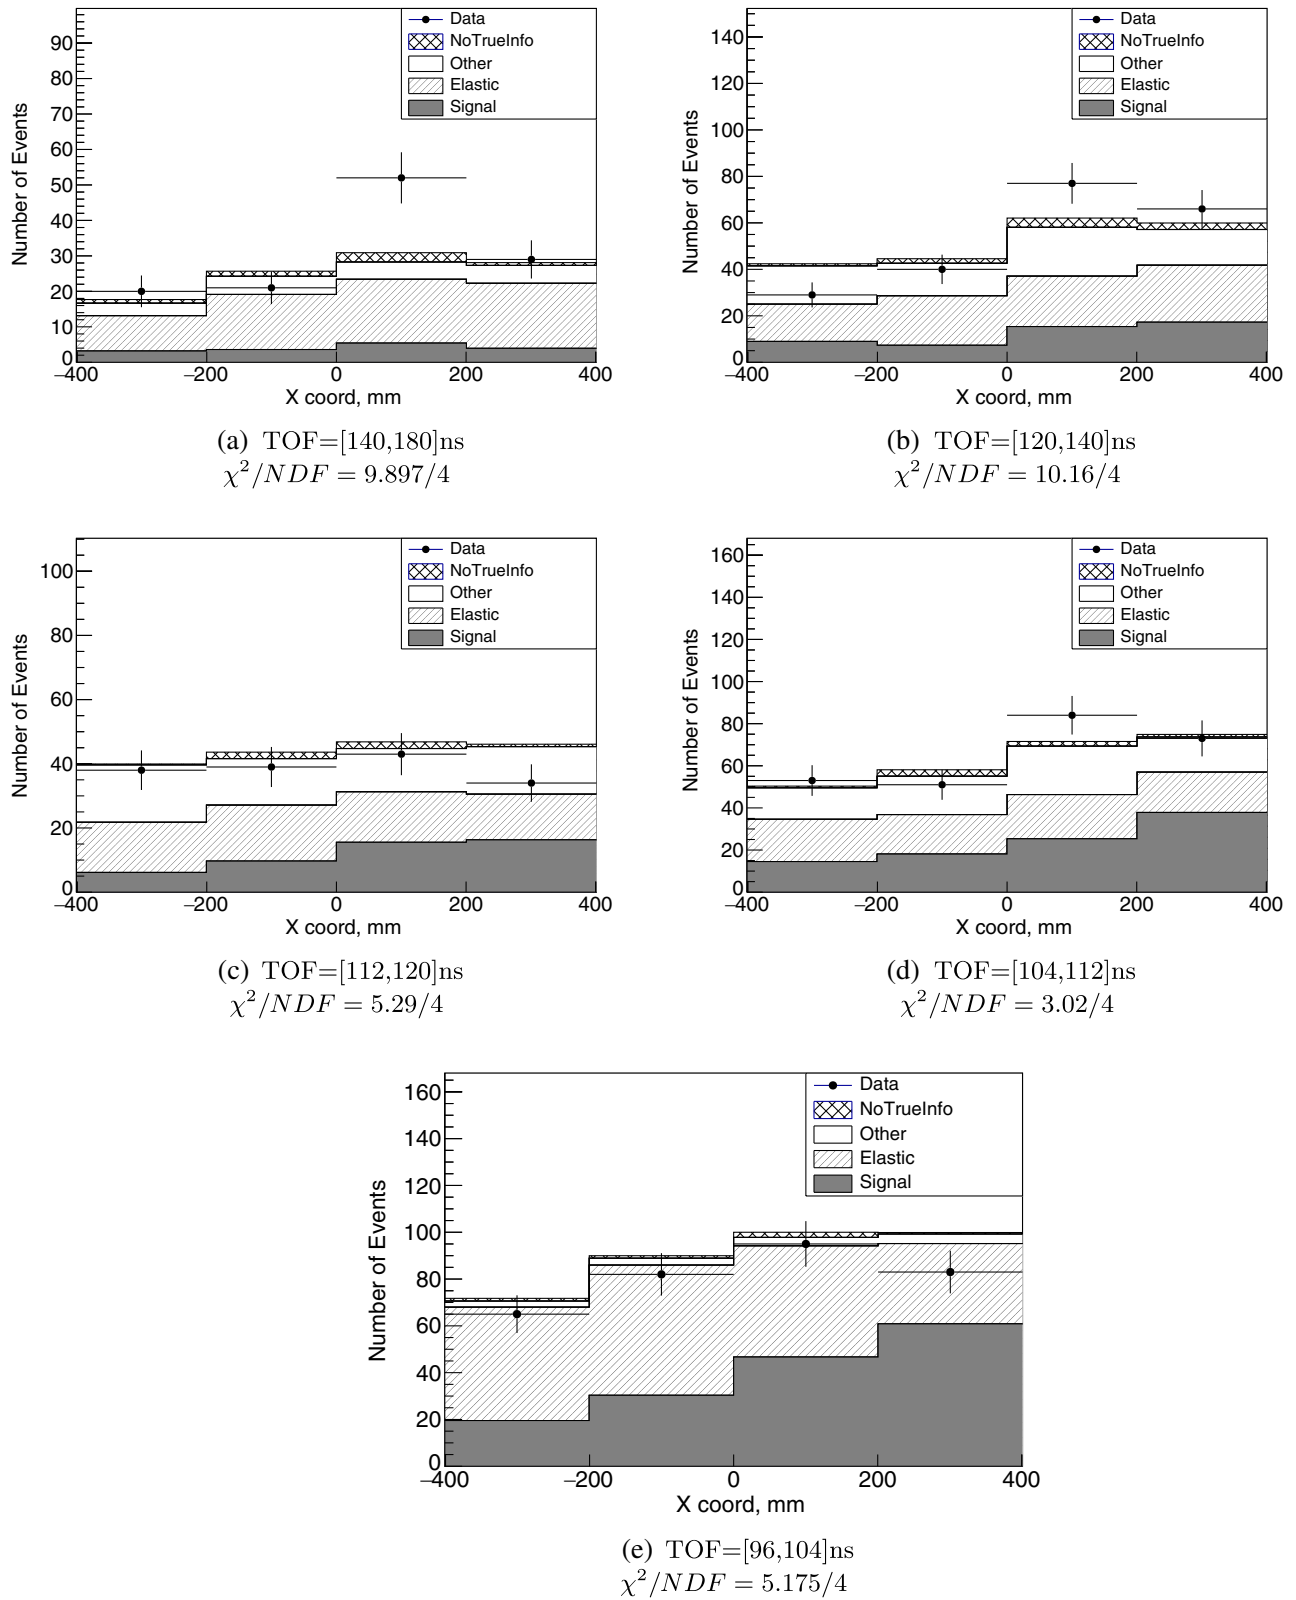 Number of Events
90
80
70
60
50
40
30
20
10
0
−400
−200
0
200
400
X coord, mm
Data
NoTrueInfo
Other
Elastic
Signal
(a) TOF=[140,180]ns
χ²/NDF = 9.897/4
Number of Events
140
120
100
80
60
40
20
0
−400
−200
0
200
400
X coord, mm
Data
NoTrueInfo
Other
Elastic
Signal
(b) TOF=[120,140]ns
χ²/NDF = 10.16/4
Number of Events
100
80
60
40
20
0
−400
−200
0
200
400
X coord, mm
Data
NoTrueInfo
Other
Elastic
Signal
(c) TOF=[112,120]ns
χ²/NDF = 5.29/4
Number of Events
160
140
120
100
80
60
40
20
0
−400
−200
0
200
400
X coord, mm
Data
NoTrueInfo
Other
Elastic
Signal
(d) TOF=[104,112]ns
χ²/NDF = 3.02/4
Number of Events
160
140
120
100
80
60
40
20
0
−400
−200
0
200
400
X coord, mm
Data
NoTrueInfo
Other
Elastic
Signal
(e) TOF=[96,104]ns
χ²/NDF = 5.175/4